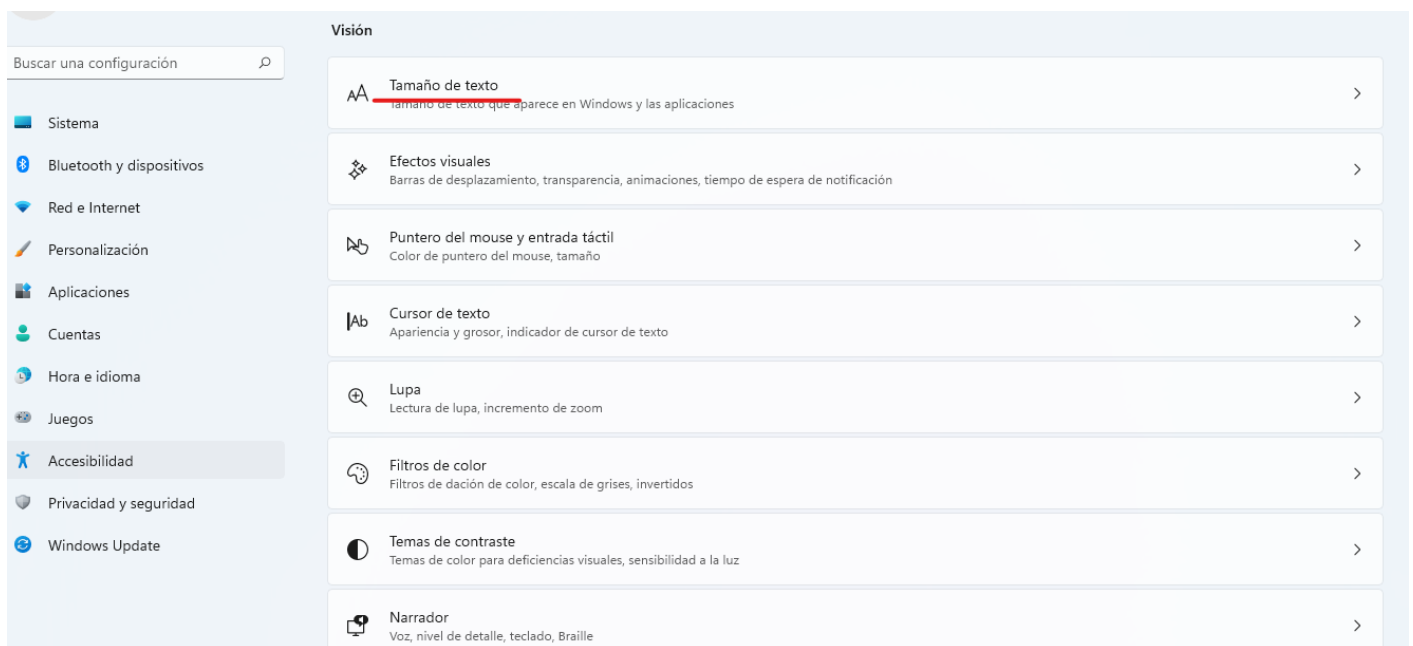 Visión
Buscar una configuración
Sistema
Bluetooth y dispositivos
Red e Internet
Personalización
Aplicaciones
Cuentas
Hora e idioma
Juegos
Accesibilidad
Privacidad y seguridad
Windows Update
Tamaño de texto
Tamaño de texto que aparece en Windows y las aplicaciones
Efectos visuales
Barras de desplazamiento, transparencia, animaciones, tiempo de espera de notificación
Puntero del mouse y entrada táctil
Color de puntero del mouse, tamaño
Cursor de texto
Apariencia y grosor, indicador de cursor de texto
Lupa
Lectura de lupa, incremento de zoom
Filtros de color
Filtros de dación de color, escala de grises, invertidos
Temas de contraste
Temas de color para deficiencias visuales, sensibilidad a la luz
Narrador
Voz, nivel de detalle, teclado, Braille